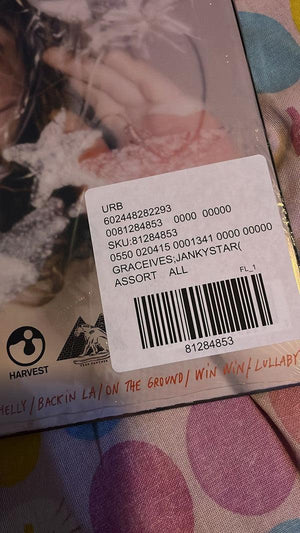 URB
602448282293
0081284853 0000 00000
SKU:81284853
0550 020415 0001341 0000 00000
GRACEIVES;JANKYSTAR(
ASSORT ALL FL_1
81284853
HARVEST
SHELLY / BACK IN LA / ON THE GROUND / WIN WIN / LULLABY